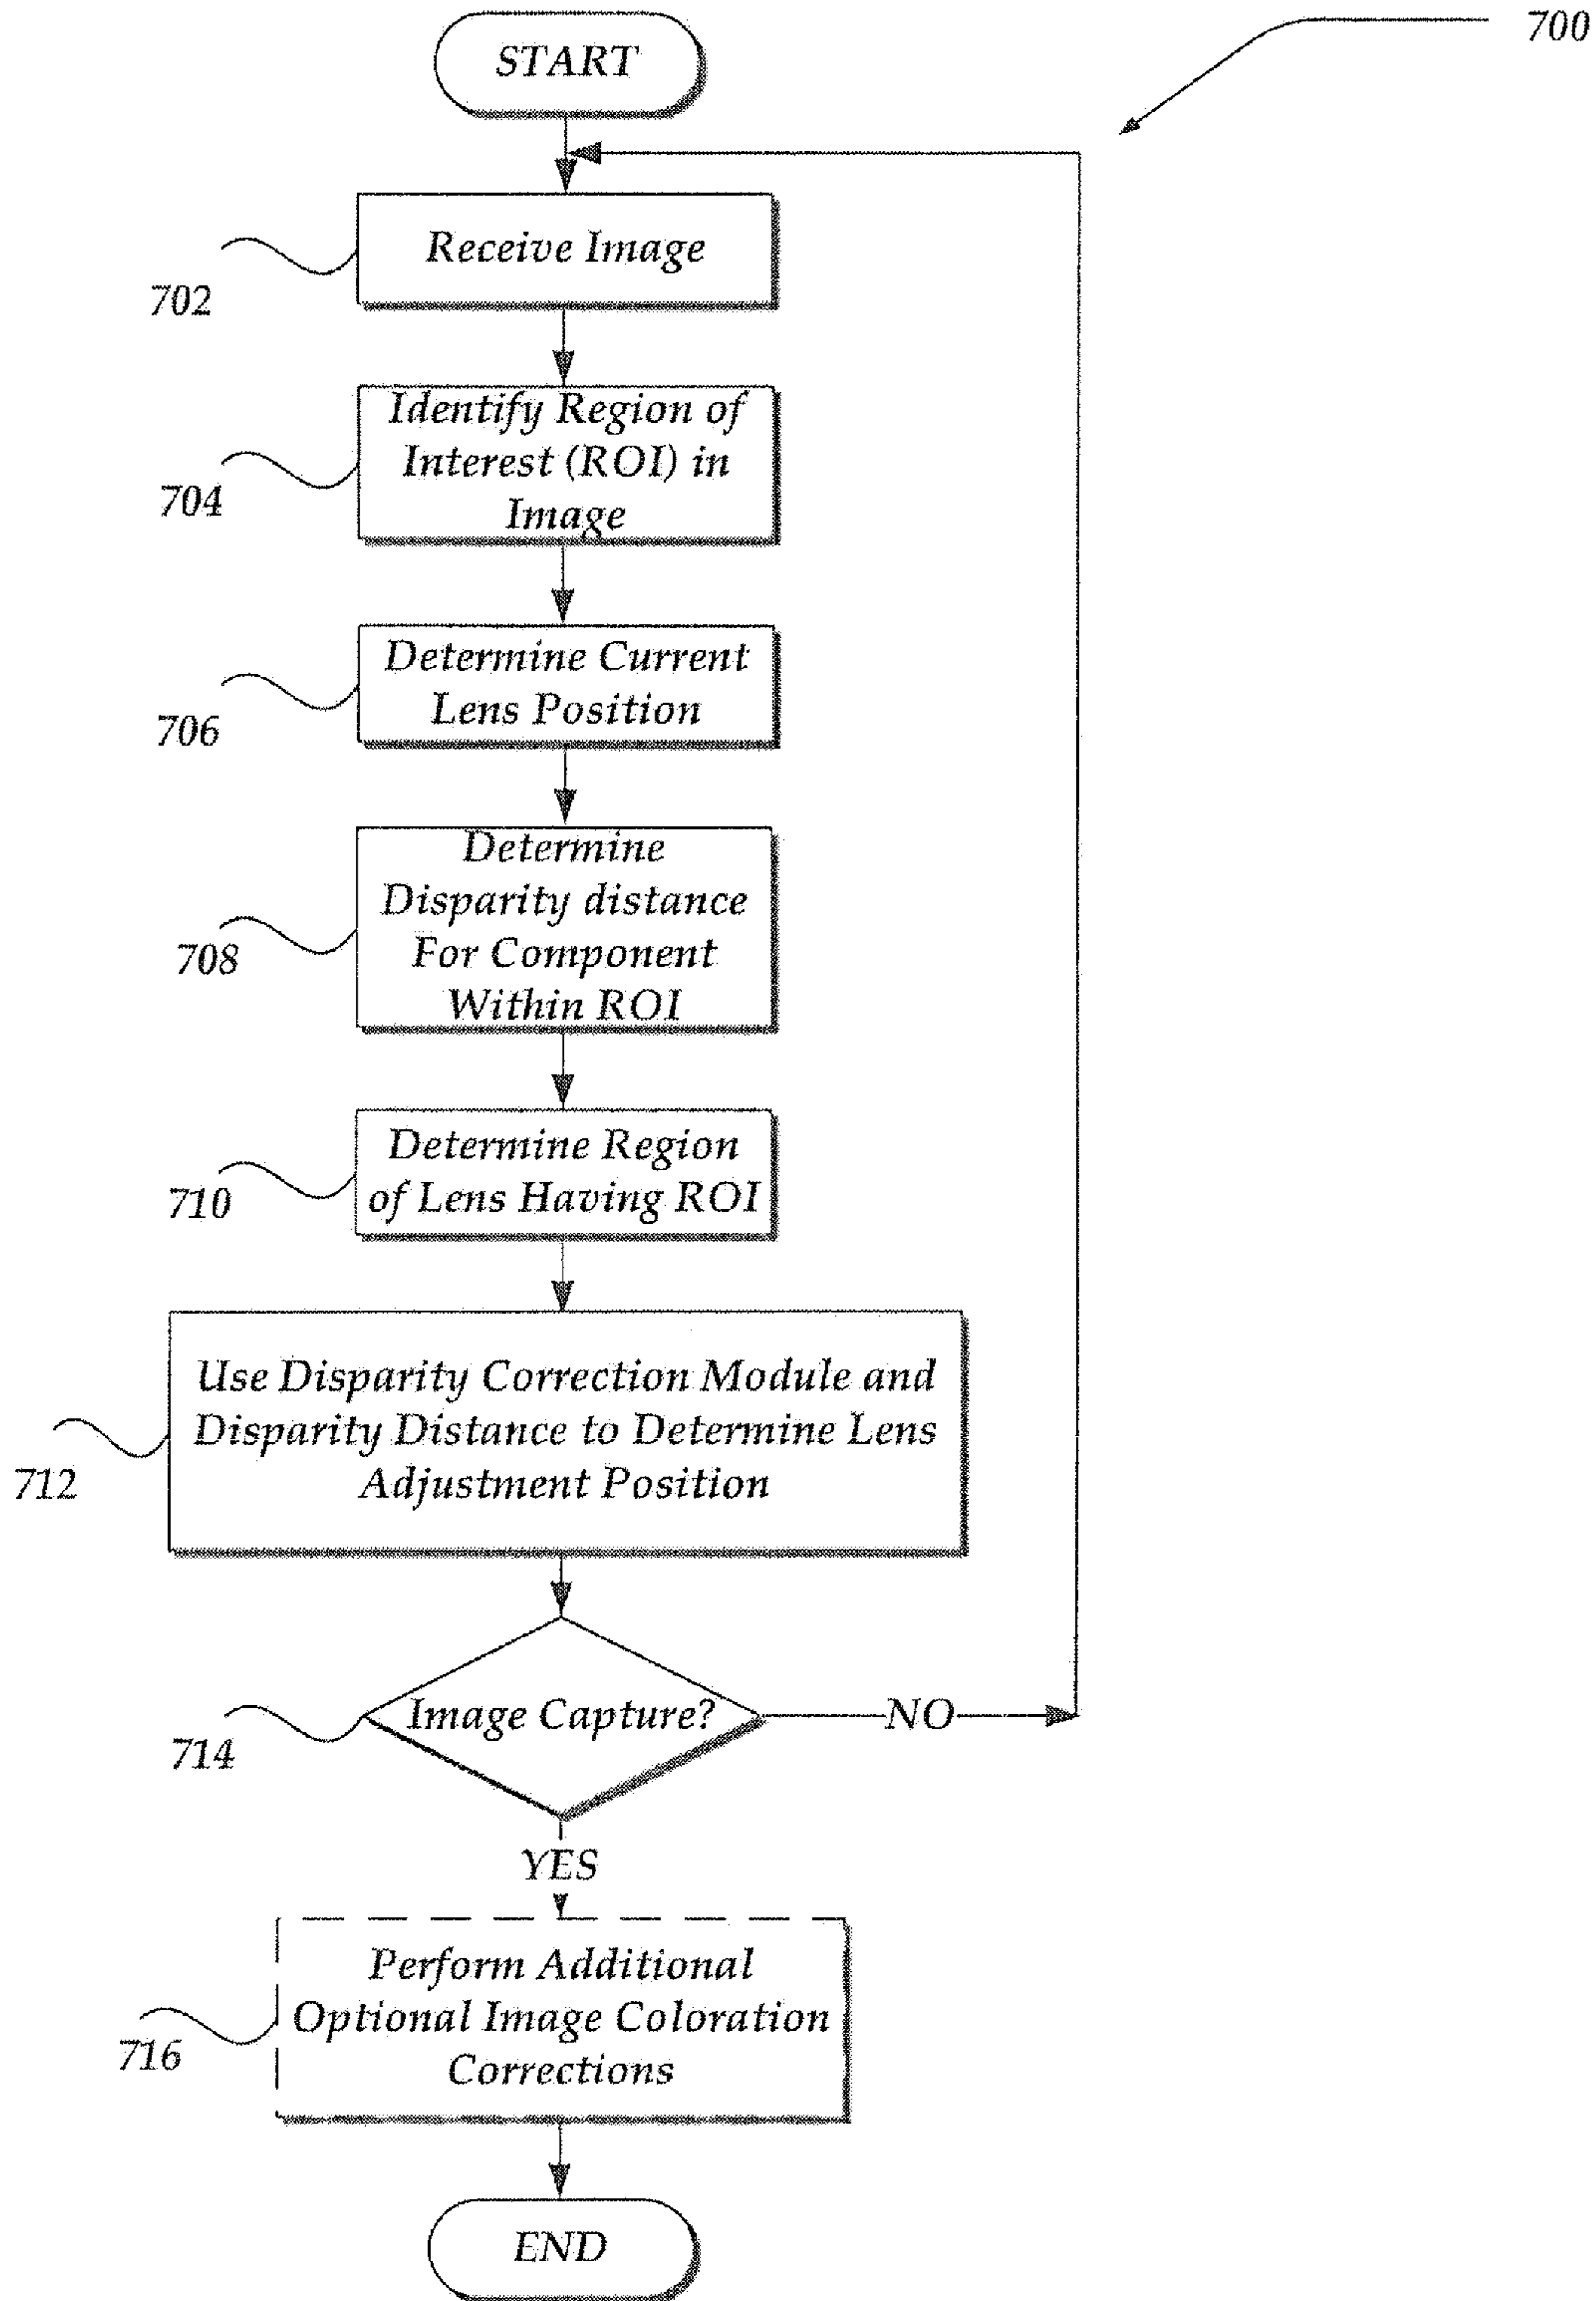 START
700
Receive Image
702
Identify Region of
Interest (ROI) in
Image
704
Determine Current
Lens Position
706
Determine
Disparity distance
For Component
Within ROI
708
Determine Region
of Lens Having ROI
710
Use Disparity Correction Module and
Disparity Distance to Determine Lens
Adjustment Position
712
Image Capture?
NO
714
YES
Perform Additional
Optional Image Coloration
Corrections
716
END